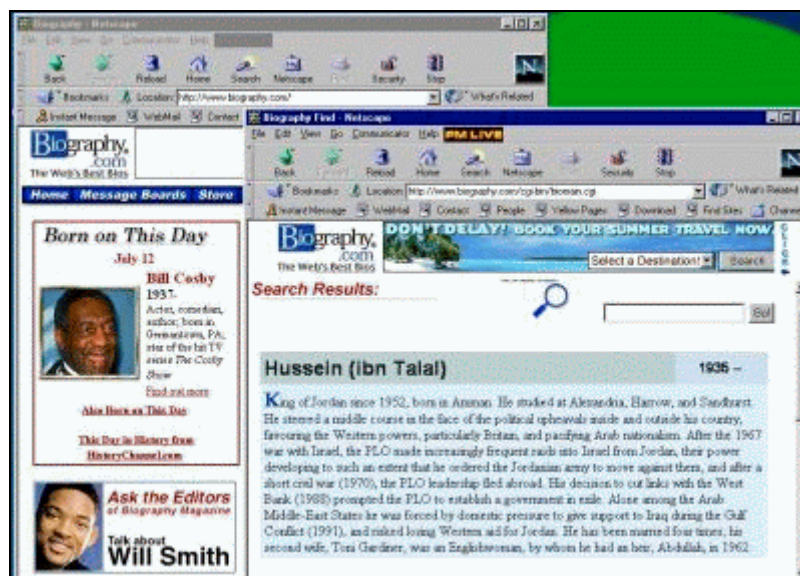 Biography - Netscape
File Edit View Go Communicator Help
Back Reload Home Search Netscape Print Security Stop
Bookmarks Location: http://www.biography.com/ What's Related
Instant Message WebMail Contact
Biography.com
The Web's Best Bios
Home Message Boards Store
Born on This Day
July 12
Bill Cosby
1937-
Actor, comedian,
author; born in
Germantown, PA;
star of the hit TV
series The Cosby
Show
Find out more
Also Born on This Day
This Day in History from
HistoryChannel.com
Ask the Editors
of Biography Magazine
Talk about
Will Smith
Biography Find - Netscape
File Edit View Go Communicator Help PM LIVE
Back Reload Home Search Netscape Security Stop
Bookmarks Location: http://www.biography.com/cgi-bin/biomain.cgi What's Related
Instant Message WebMail Contact People Yellow Pages Download Find Sites Channel
Biography.com
The Web's Best Bios
DON'T DELAY! BOOK YOUR SUMMER TRAVEL NOW.
Select a Destination! Search
CLICK
Search Results:
Go!
Hussein (ibn Talal) 1935 –
King of Jordan since 1952, born in Amman. He studied at Alexandria, Harrow, and Sandhurst.
He steered a middle course in the face of the political upheavals inside and outside his country,
favouring the Western powers, particularly Britain, and pacifying Arab nationalism. After the 1967
war with Israel, the PLO made increasingly frequent raids into Israel from Jordan, their power
developing to such an extent that he ordered the Jordanian army to move against them, and after a
short civil war (1970), the PLO leadership fled abroad. His decision to cut links with the West
Bank (1988) prompted the PLO to establish a government in exile. Alone among the Arab
Middle-East States he was forced by domestic pressure to give support to Iraq during the Gulf
Conflict (1991), and risked losing Western aid for Jordan. He has been married four times; his
second wife, Toni Gardiner, was an Englishwoman, by whom he had an heir, Abdullah, in 1962